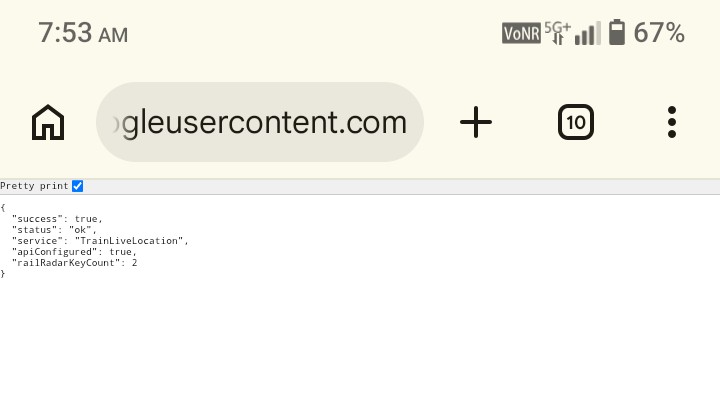 7:53 AM
VoNR 5G+ 67%
ogleusercontent.com
10
Pretty print
{
  "success": true,
  "status": "ok",
  "service": "TrainLiveLocation",
  "apiConfigured": true,
  "railRadarKeyCount": 2
}